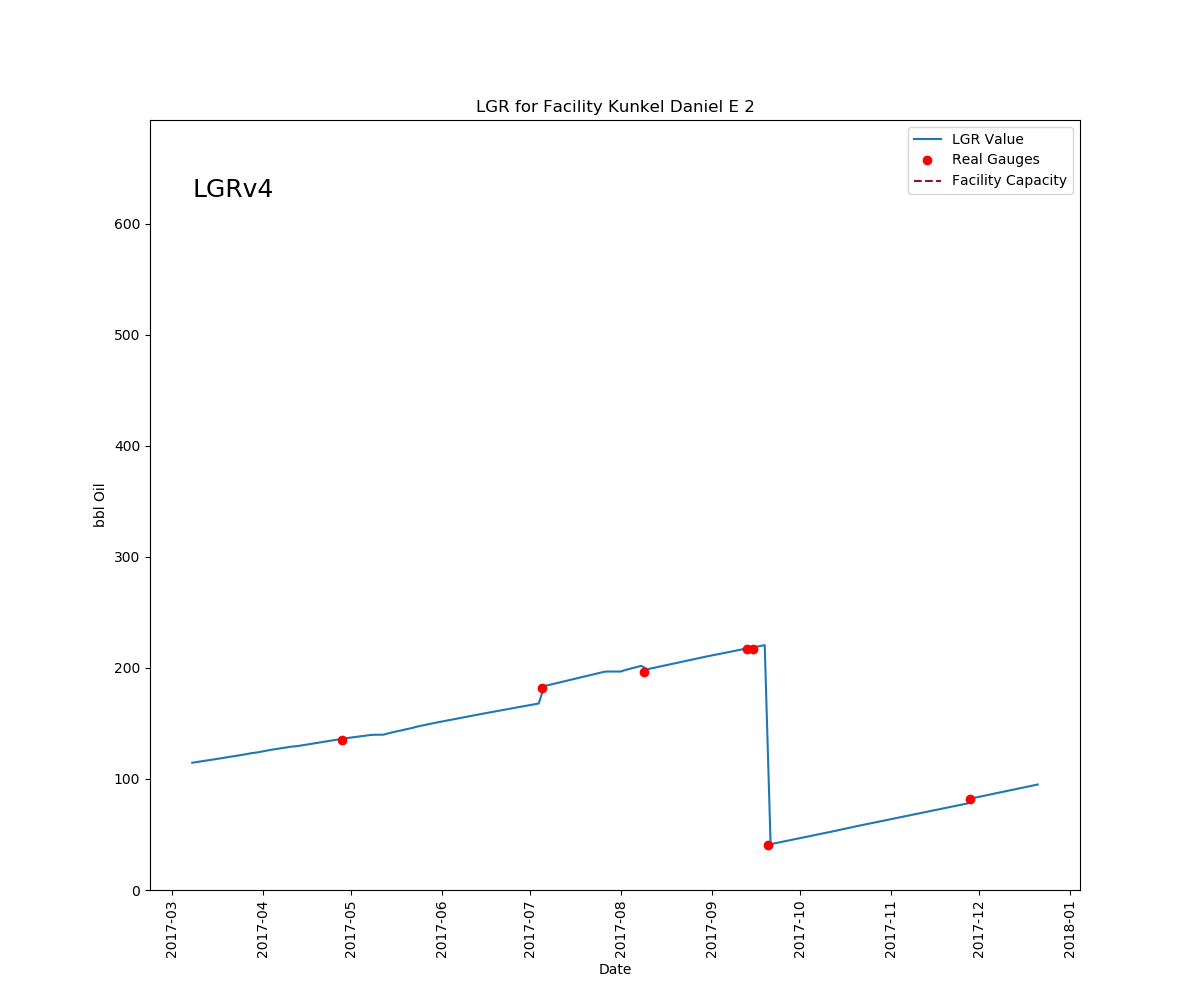 LGR for Facility Kunkel Daniel E 2
LGRv4
LGR Value
Real Gauges
Facility Capacity
600
500
400
300
200
100
0
bbl Oil
2017-03
2017-04
2017-05
2017-06
2017-07
2017-08
2017-09
2017-10
2017-11
2017-12
2018-01
Date